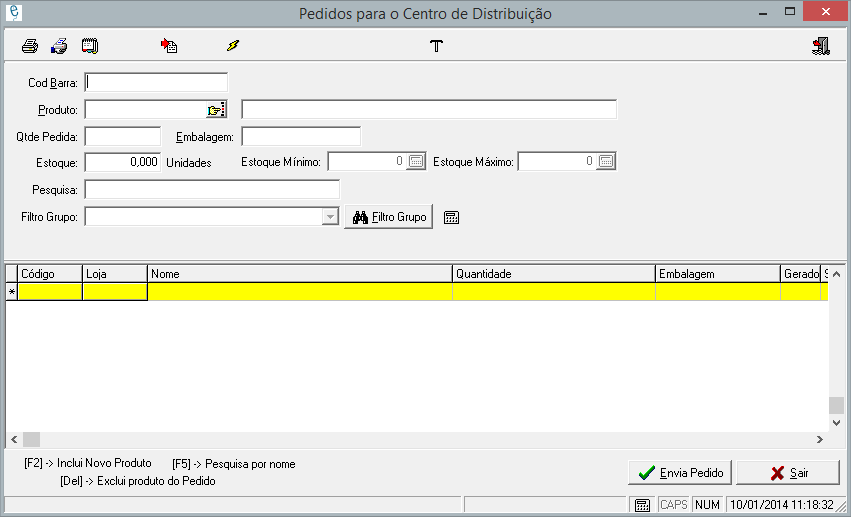 Pedidos para o Centro de Distribuição
Cod Barra:
Produto:
Qtde Pedida: Embalagem:
Estoque: 0,000 Unidades Estoque Mínimo: 0 Estoque Máximo: 0
Pesquisa:
Filtro Grupo: Filtro Grupo
Código Loja Nome Quantidade Embalagem Gerado S
*
[F2] -> Inclui Novo Produto [F5] -> Pesquisa por nome
[Del] -> Exclui produto do Pedido
Envia Pedido Sair
CAPS NUM 10/01/2014 11:18:32